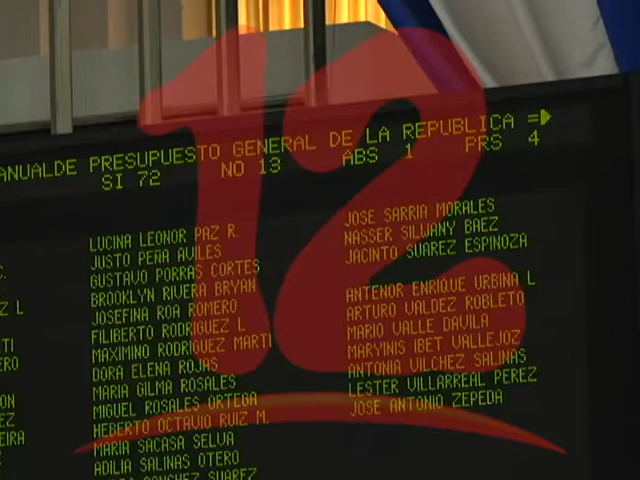 ANUALDE PRESUPUESTO GENERAL DE LA REPUBLICA =
SI 72 NO 13 ABS 1 PRS 4
LUCINA LEONOR PAZ R.
JUSTO PEÑA AVILES
GUSTAVO PORRAS CORTES
BROOKLYN RIVERA BRYAN
JOSEFINA ROA ROMERO
FILIBERTO RODRIGUEZ L
MAXIMINO RODRIGUEZ MARTI
DORA ELENA ROJAS
MARIA GILMA ROSALES
MIGUEL ROSALES ORTEGA
HEBERTO OCTAVIO RUIZ M.
MARIA SACASA SELVA
ADILIA SALINAS OTERO
SANCHEZ SUAREZ
JOSE SARRIA MORALES
NASSER SILWANY BAEZ
JACINTO SUAREZ ESPINOZA
ANTENOR ENRIQUE URBINA L
ARTURO VALDEZ ROBLETO
MARIO VALLE DAVILA
MARYINIS IBET VALLEJOZ
ANTONIA VILCHEZ SALINAS
LESTER VILLARREAL PEREZ
JOSE ANTONIO ZEPEDA
12